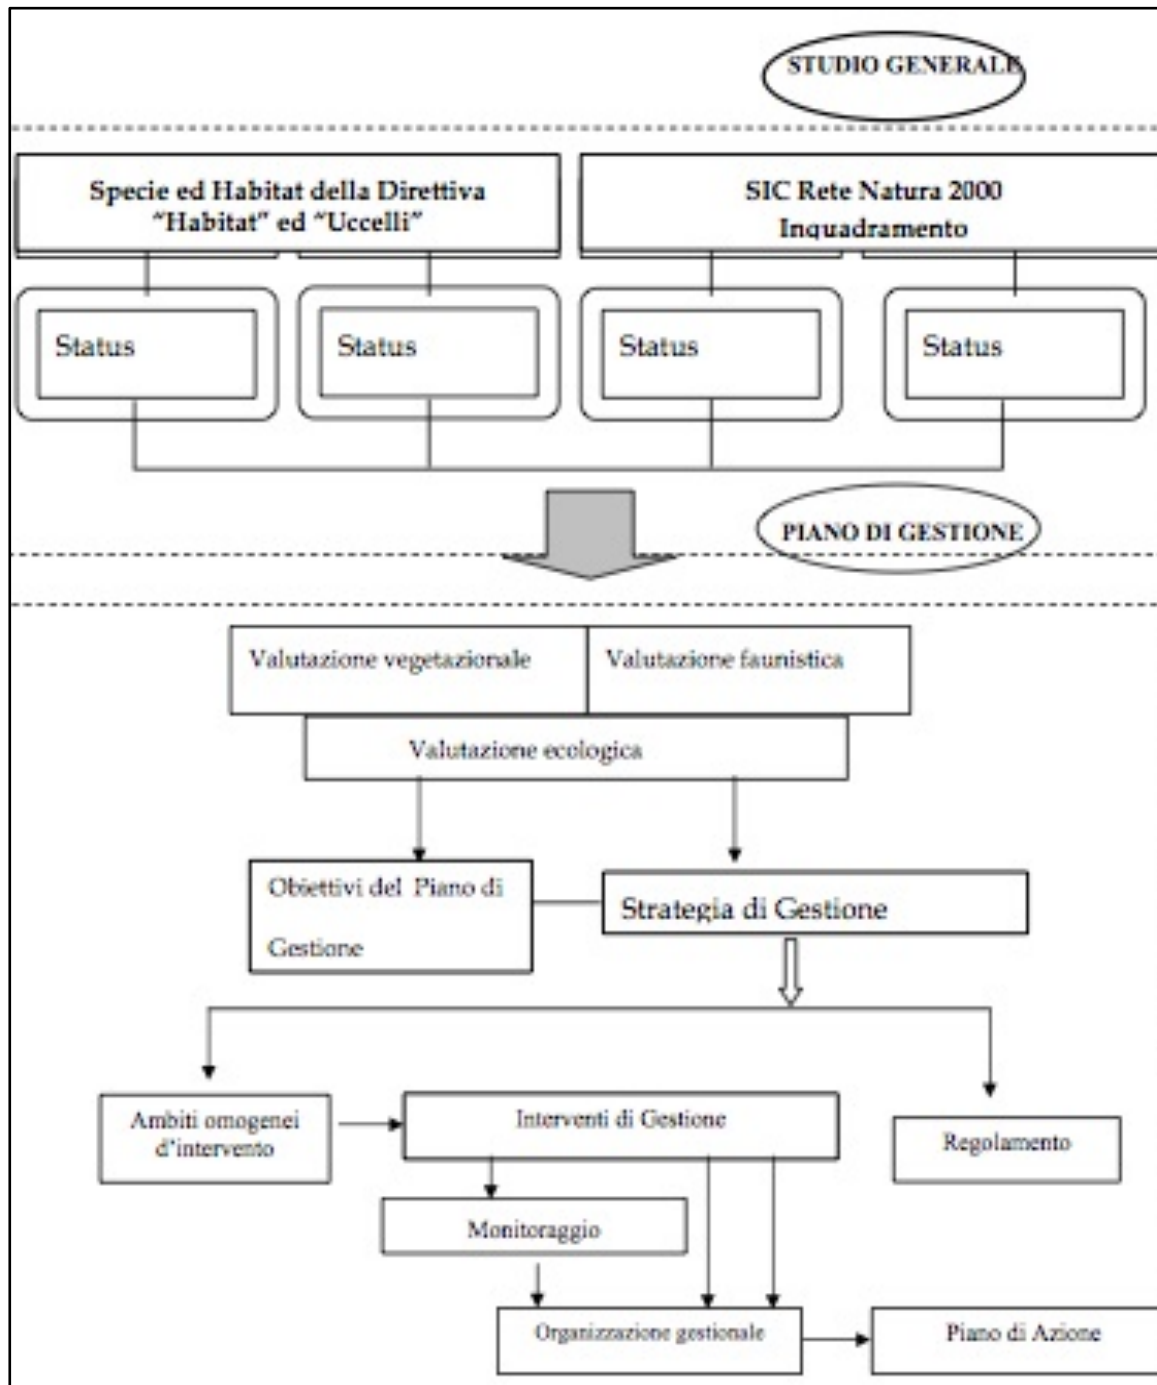 STUDIO GENERALE
Specie ed Habitat della Direttiva
“Habitat” ed “Uccelli”
SIC Rete Natura 2000
Inquadramento
Status
Status
Status
Status
PIANO DI GESTIONE
Valutazione vegetazionale
Valutazione faunistica
Valutazione ecologica
Obiettivi del Piano di
Gestione
Strategia di Gestione
Ambiti omogenei
d’intervento
Interventi di Gestione
Regolamento
Monitoraggio
Organizzazione gestionale
Piano di Azione